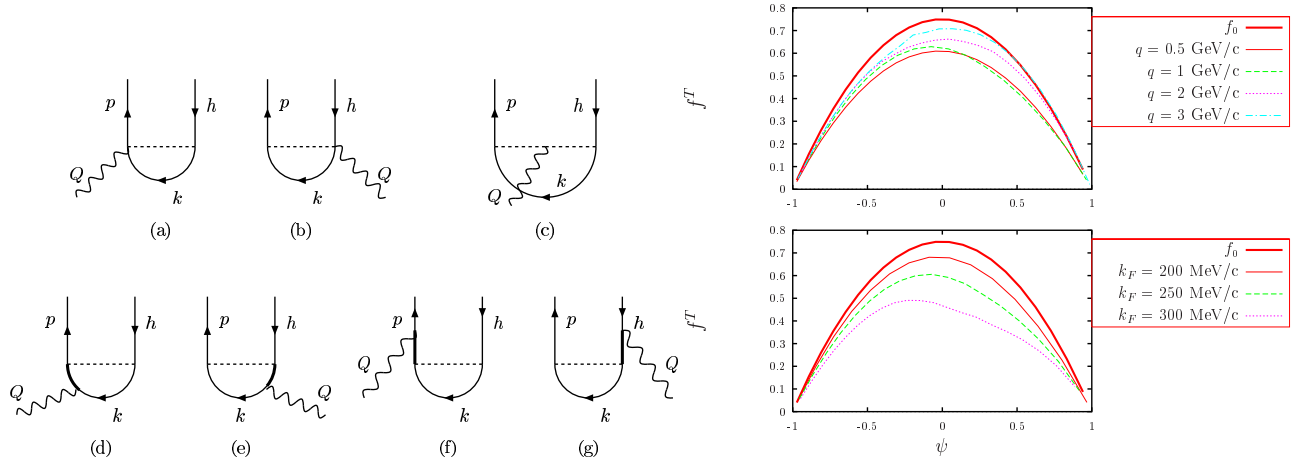 p h p h p h
Q k k Q Q k
(a) (b) (c)
p h p h p h p h
Q k k Q Q k k Q
(d) (e) (f) (g)
0.8
0.7
0.6
0.5
0.4
0.3
0.2
0.1
0
-1 -0.5 0 0.5 1
f^T
f_0
q = 0.5 GeV/c
q = 1 GeV/c
q = 2 GeV/c
q = 3 GeV/c
0.8
0.7
0.6
0.5
0.4
0.3
0.2
0.1
0
-1 -0.5 0 0.5 1
f^T
ψ
f_0
k_F = 200 MeV/c
k_F = 250 MeV/c
k_F = 300 MeV/c